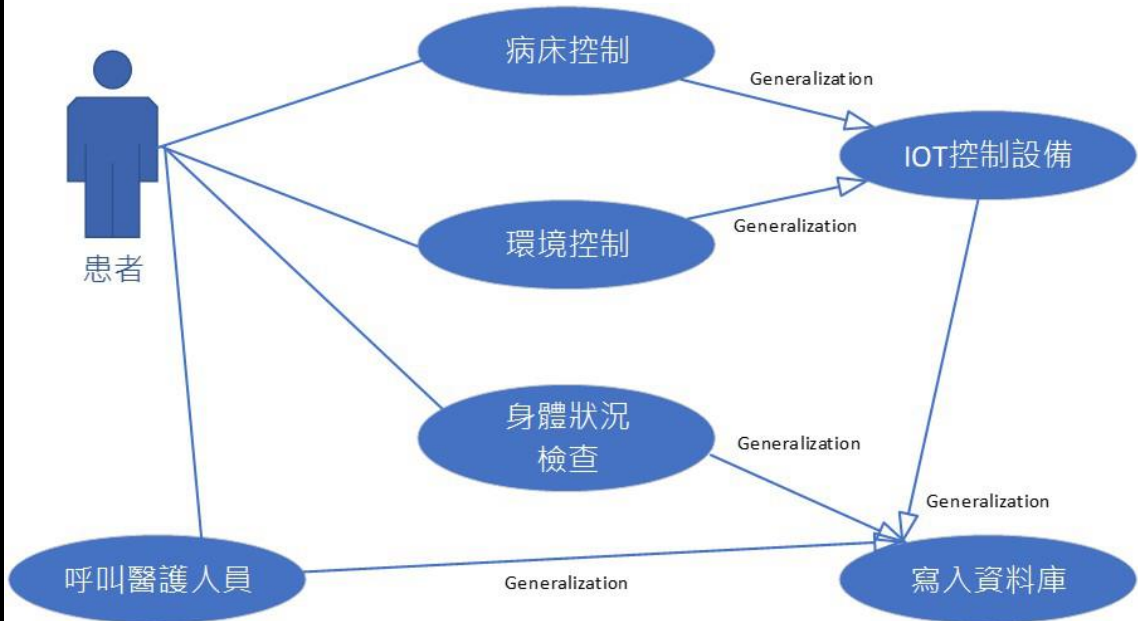 病床控制
Generalization
IOT控制設備
環境控制
Generalization
患者
身體狀況
檢查
Generalization
Generalization
呼叫醫護人員
Generalization
寫入資料庫